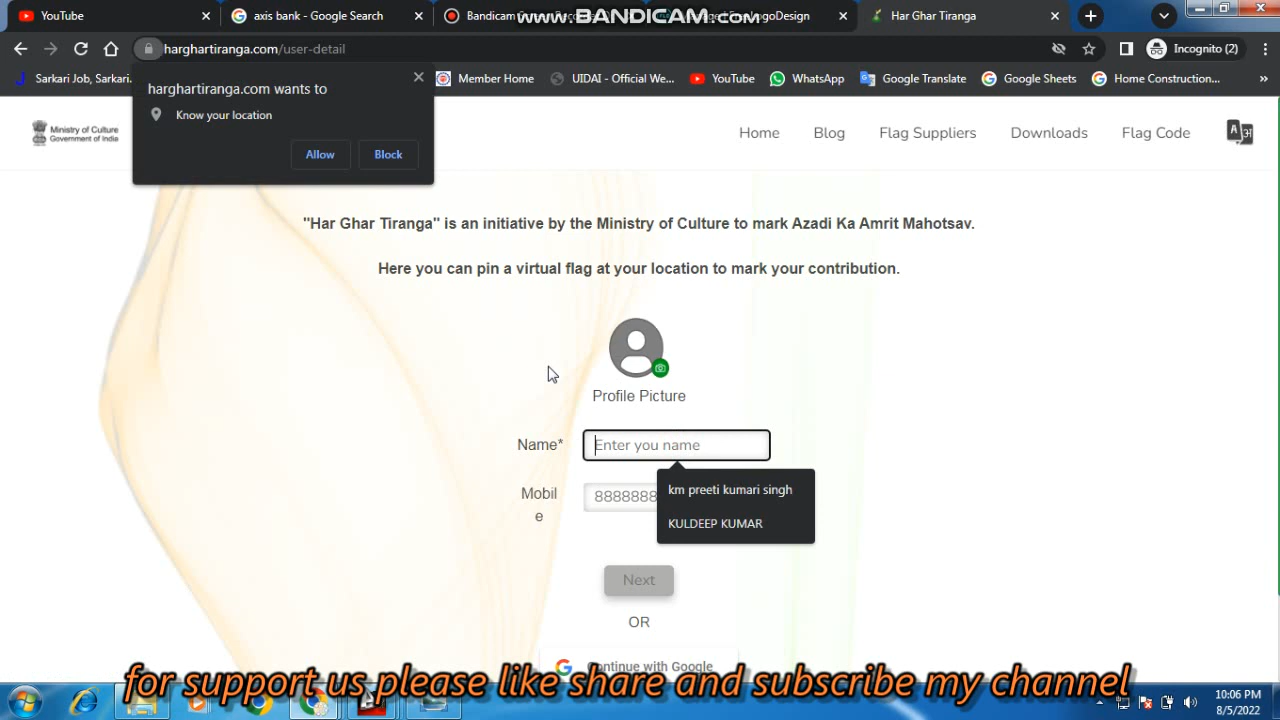 YouTube
axis bank - Google Search
www.BANDICAM.com
Har Ghar Tiranga
harghartiranga.com/user-detail
Incognito (2)
Sarkari Job, Sarkari.
Member Home
UIDAI - Official We...
YouTube
WhatsApp
Google Translate
Google Sheets
Home Construction...
»
harghartiranga.com wants to
Know your location
Allow
Block
Ministry of Culture
Government of India
Home
Blog
Flag Suppliers
Downloads
Flag Code
"Har Ghar Tiranga" is an initiative by the Ministry of Culture to mark Azadi Ka Amrit Mahotsav.
Here you can pin a virtual flag at your location to mark your contribution.
Profile Picture
Name*
Enter you name
Mobil
e
8888888
km preeti kumari singh
KULDEEP KUMAR
Next
OR
Continue with Google
for support us please like share and subscribe my channel
10:06 PM
8/5/2022